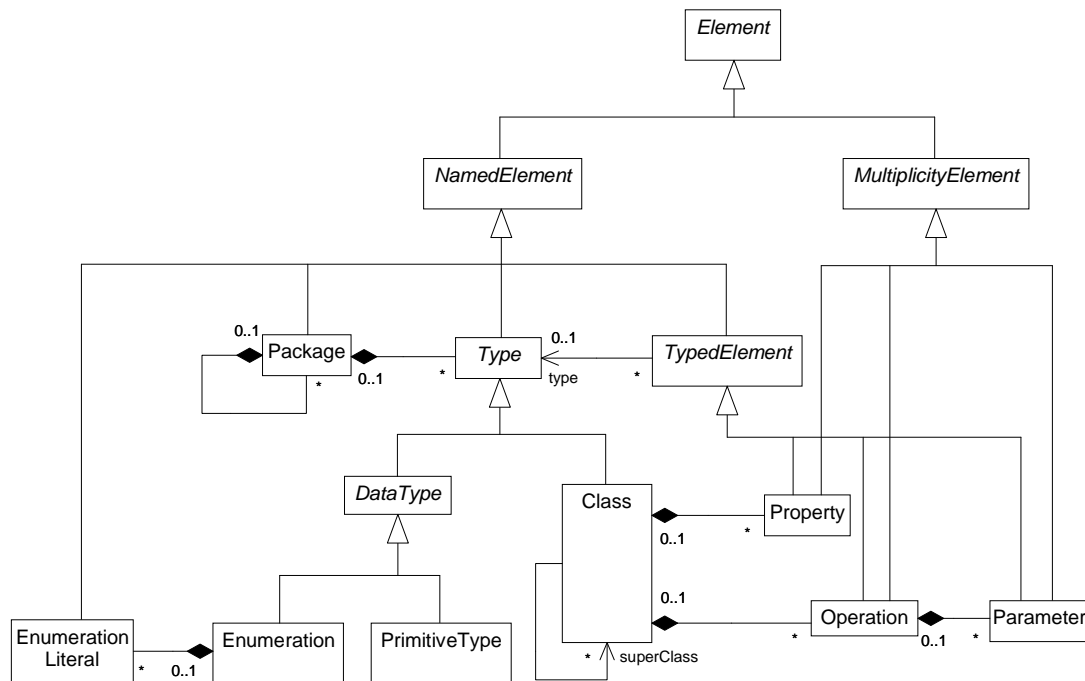 Element
NamedElement
MultiplicityElement
0..1
Package
*
0..1
*
Type
0..1
type
*
TypedElement
DataType
Class
0..1
*
Property
0..1
*
superClass
*
Operation
0..1
*
Parameter
Enumeration
Literal
*
0..1
Enumeration
PrimitiveType